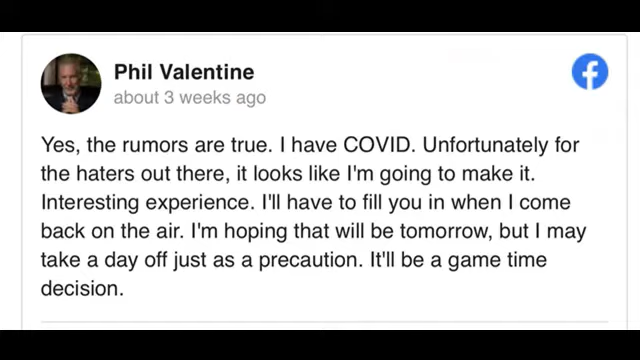 Phil Valentine
about 3 weeks ago
Yes, the rumors are true. I have COVID. Unfortunately for
the haters out there, it looks like I'm going to make it.
Interesting experience. I'll have to fill you in when I come
back on the air. I'm hoping that will be tomorrow, but I may
take a day off just as a precaution. It'll be a game time
decision.